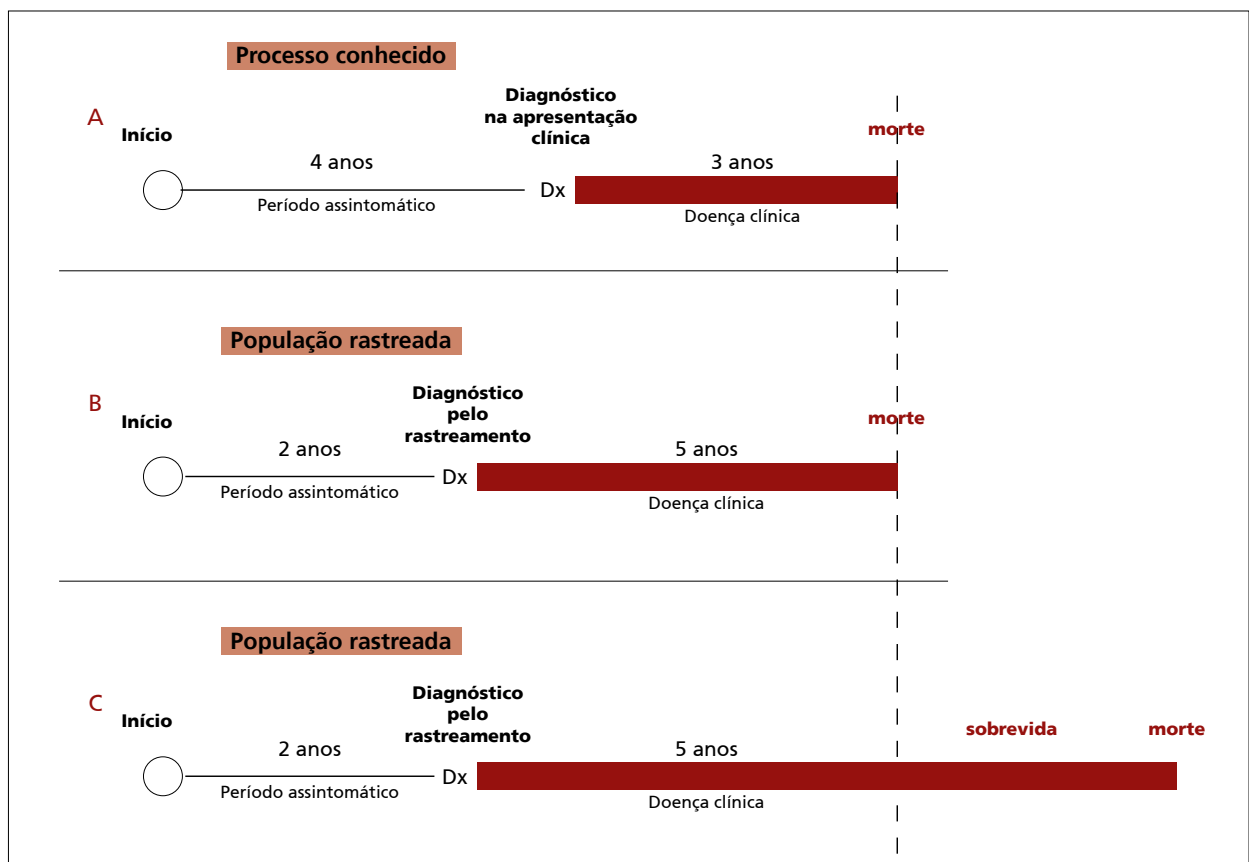 Processo conhecido
A
Início
Diagnóstico
na apresentação
clínica
morte
4 anos
3 anos
Dx
Período assintomático
Doença clínica
População rastreada
B
Início
Diagnóstico
pelo
rastreamento
morte
2 anos
5 anos
Dx
Período assintomático
Doença clínica
População rastreada
C
Início
Diagnóstico
pelo
rastreamento
sobrevida
morte
2 anos
5 anos
Dx
Período assintomático
Doença clínica